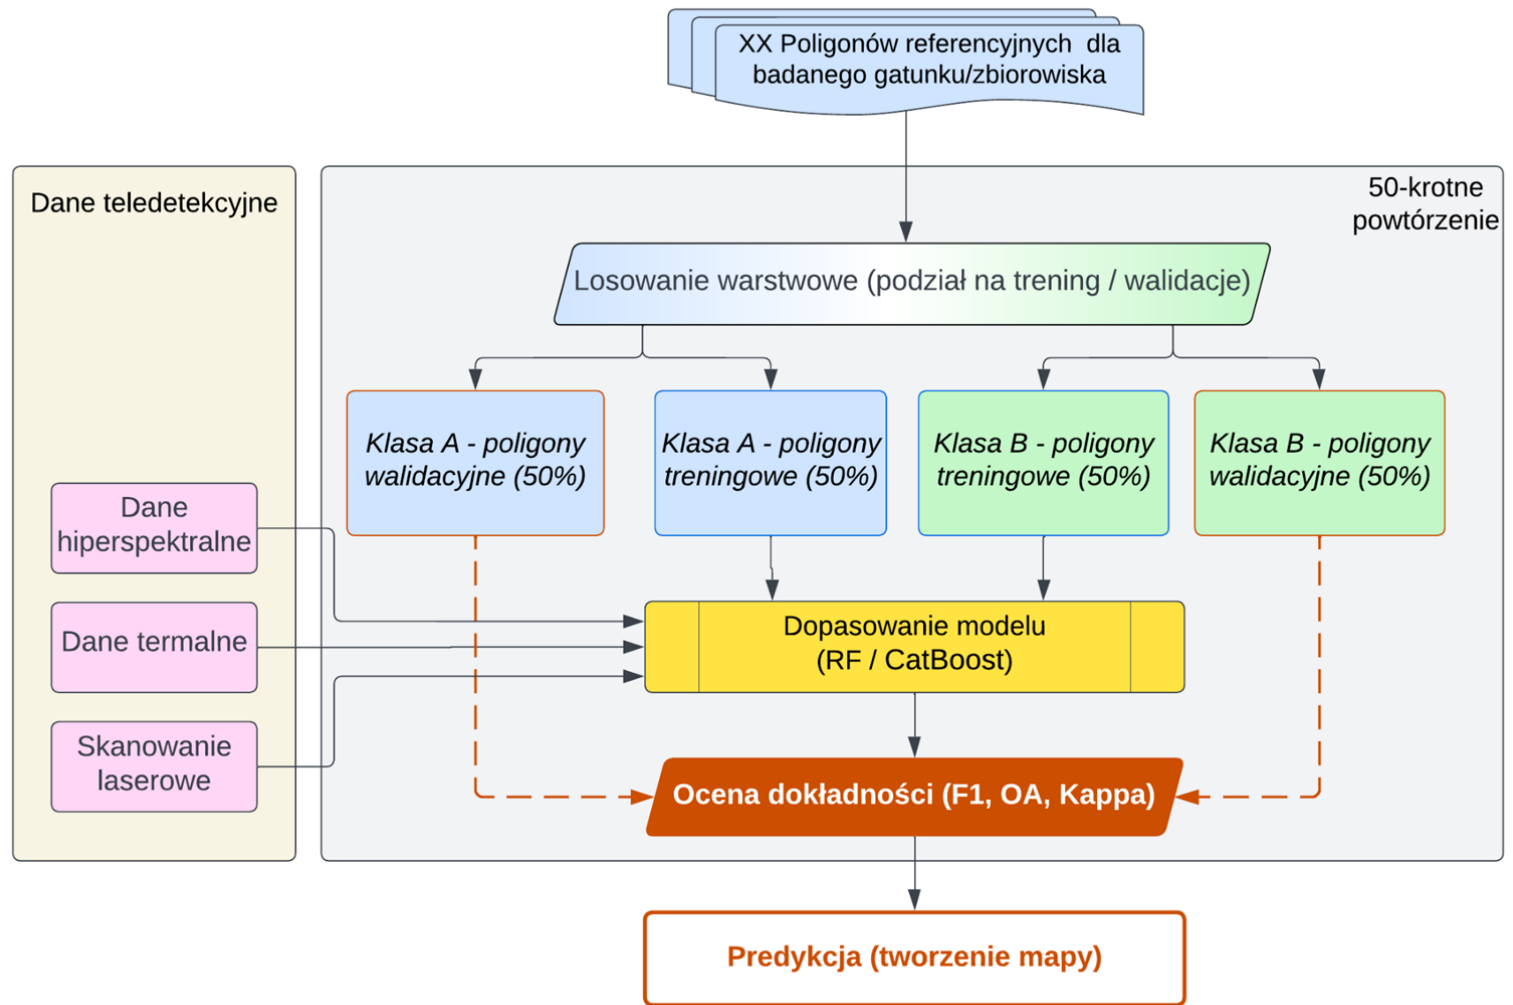 XX Poligonów referencyjnych dla
badanego gatunku/zbiorowiska
Dane teledetekcyjne
50-krotne
powtórzenie
Losowanie warstwowe (podział na trening / walidacje)
Klasa A - poligony
walidacyjne (50%)
Klasa A - poligony
treningowe (50%)
Klasa B - poligony
treningowe (50%)
Klasa B - poligony
walidacyjne (50%)
Dane
hiperspektralne
Dane termalne
Skanowanie
laserowe
Dopasowanie modelu
(RF / CatBoost)
Ocena dokładności (F1, OA, Kappa)
Predykcja (tworzenie mapy)